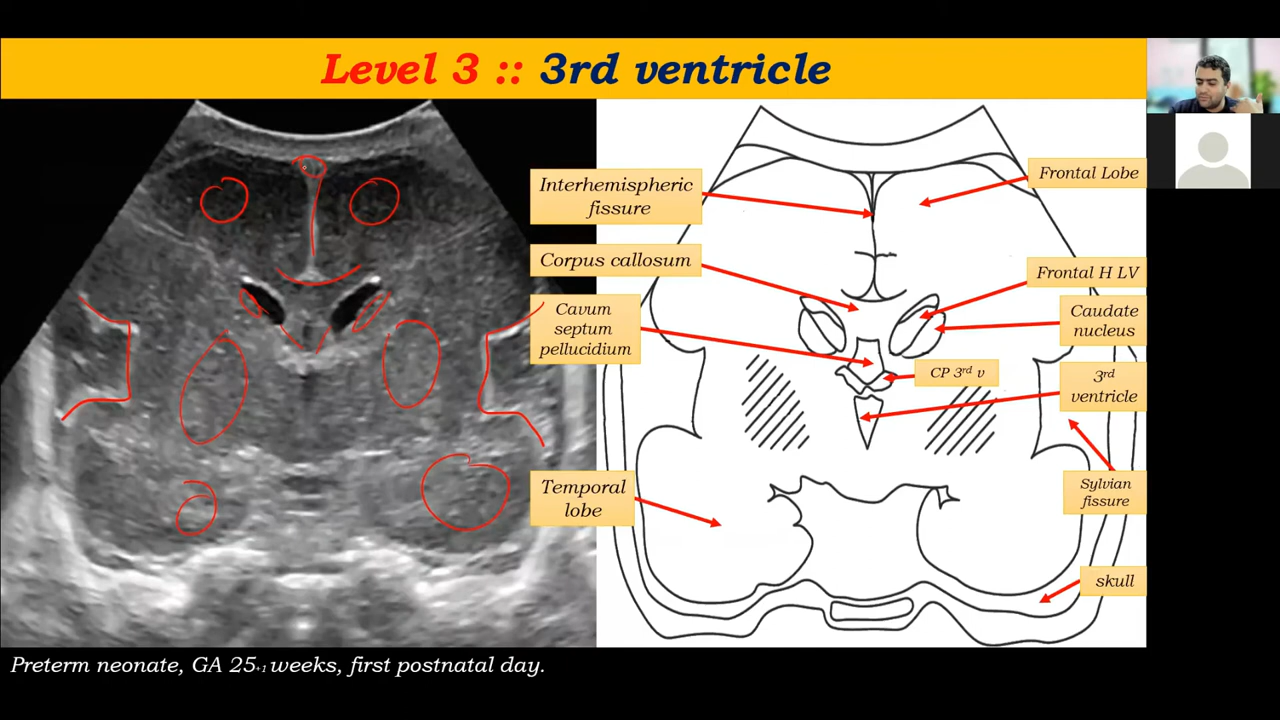 Level 3 :: 3rd ventricle
Interhemispheric
fissure
Corpus callosum
Cavum
septum
pellucidium
Temporal
lobe
Frontal Lobe
Frontal H LV
Caudate
nucleus
CP 3rd v
3rd
ventricle
Sylvian
fissure
skull
Preterm neonate, GA 25+1 weeks, first postnatal day.